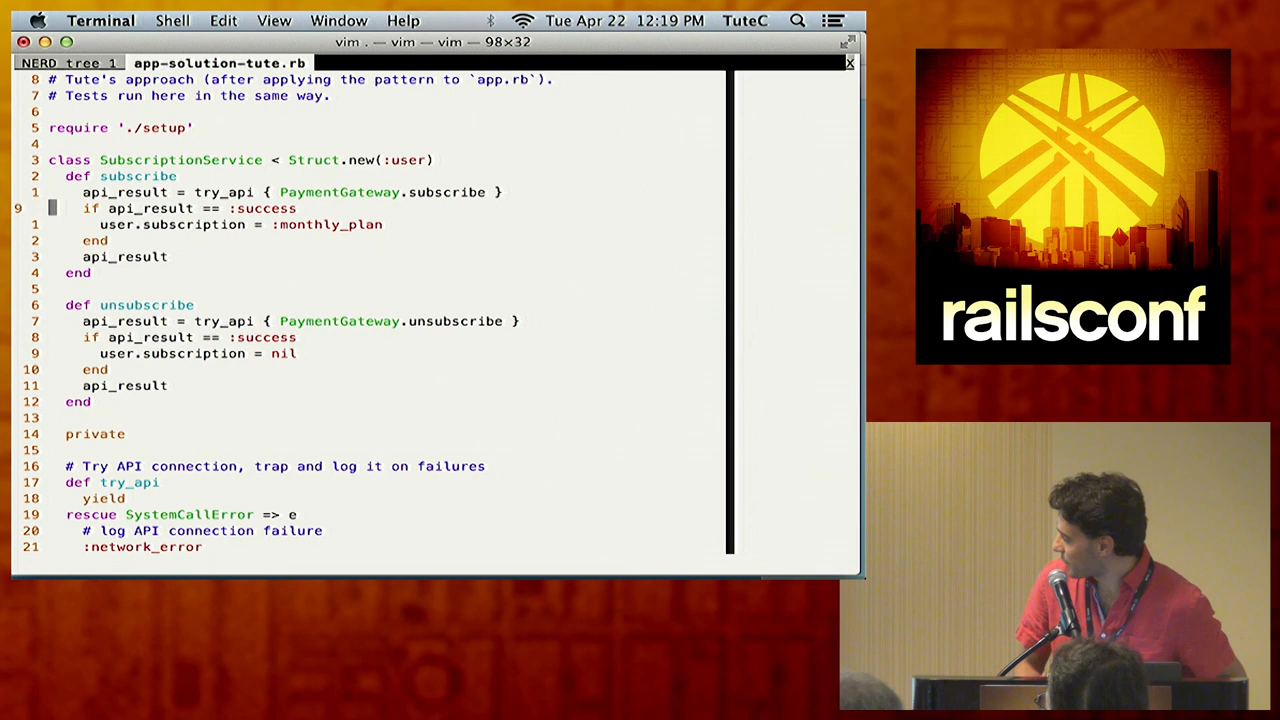 Terminal Shell Edit View Window Help Tue Apr 22 12:19 PM TuteC
vim . — vim — vim — 98×32
NERD_tree_1 app-solution-tute.rb X
8 # Tute's approach (after applying the pattern to `app.rb`).
7 # Tests run here in the same way.
6
5 require './setup'
4
3 class SubscriptionService < Struct.new(:user)
2 def subscribe
1 api_result = try_api { PaymentGateway.subscribe }
9 if api_result == :success
1 user.subscription = :monthly_plan
2 end
3 api_result
4 end
5
6 def unsubscribe
7 api_result = try_api { PaymentGateway.unsubscribe }
8 if api_result == :success
9 user.subscription = nil
10 end
11 api_result
12 end
13
14 private
15
16 # Try API connection, trap and log it on failures
17 def try_api
18 yield
19 rescue SystemCallError => e
20 # log API connection failure
21 :network_error
railsconf